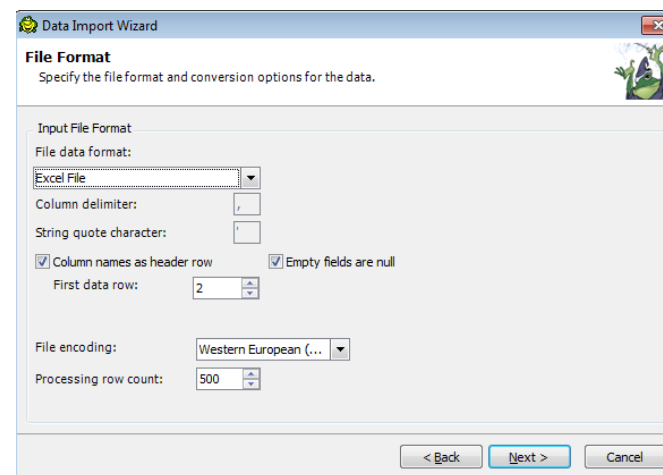 Data Import Wizard
File Format
Specify the file format and conversion options for the data.
Input File Format
File data format:
Excel File
Column delimiter: ,
String quote character: '
Column names as header row Empty fields are null
First data row: 2
File encoding: Western European (...
Processing row count: 500
< Back Next > Cancel